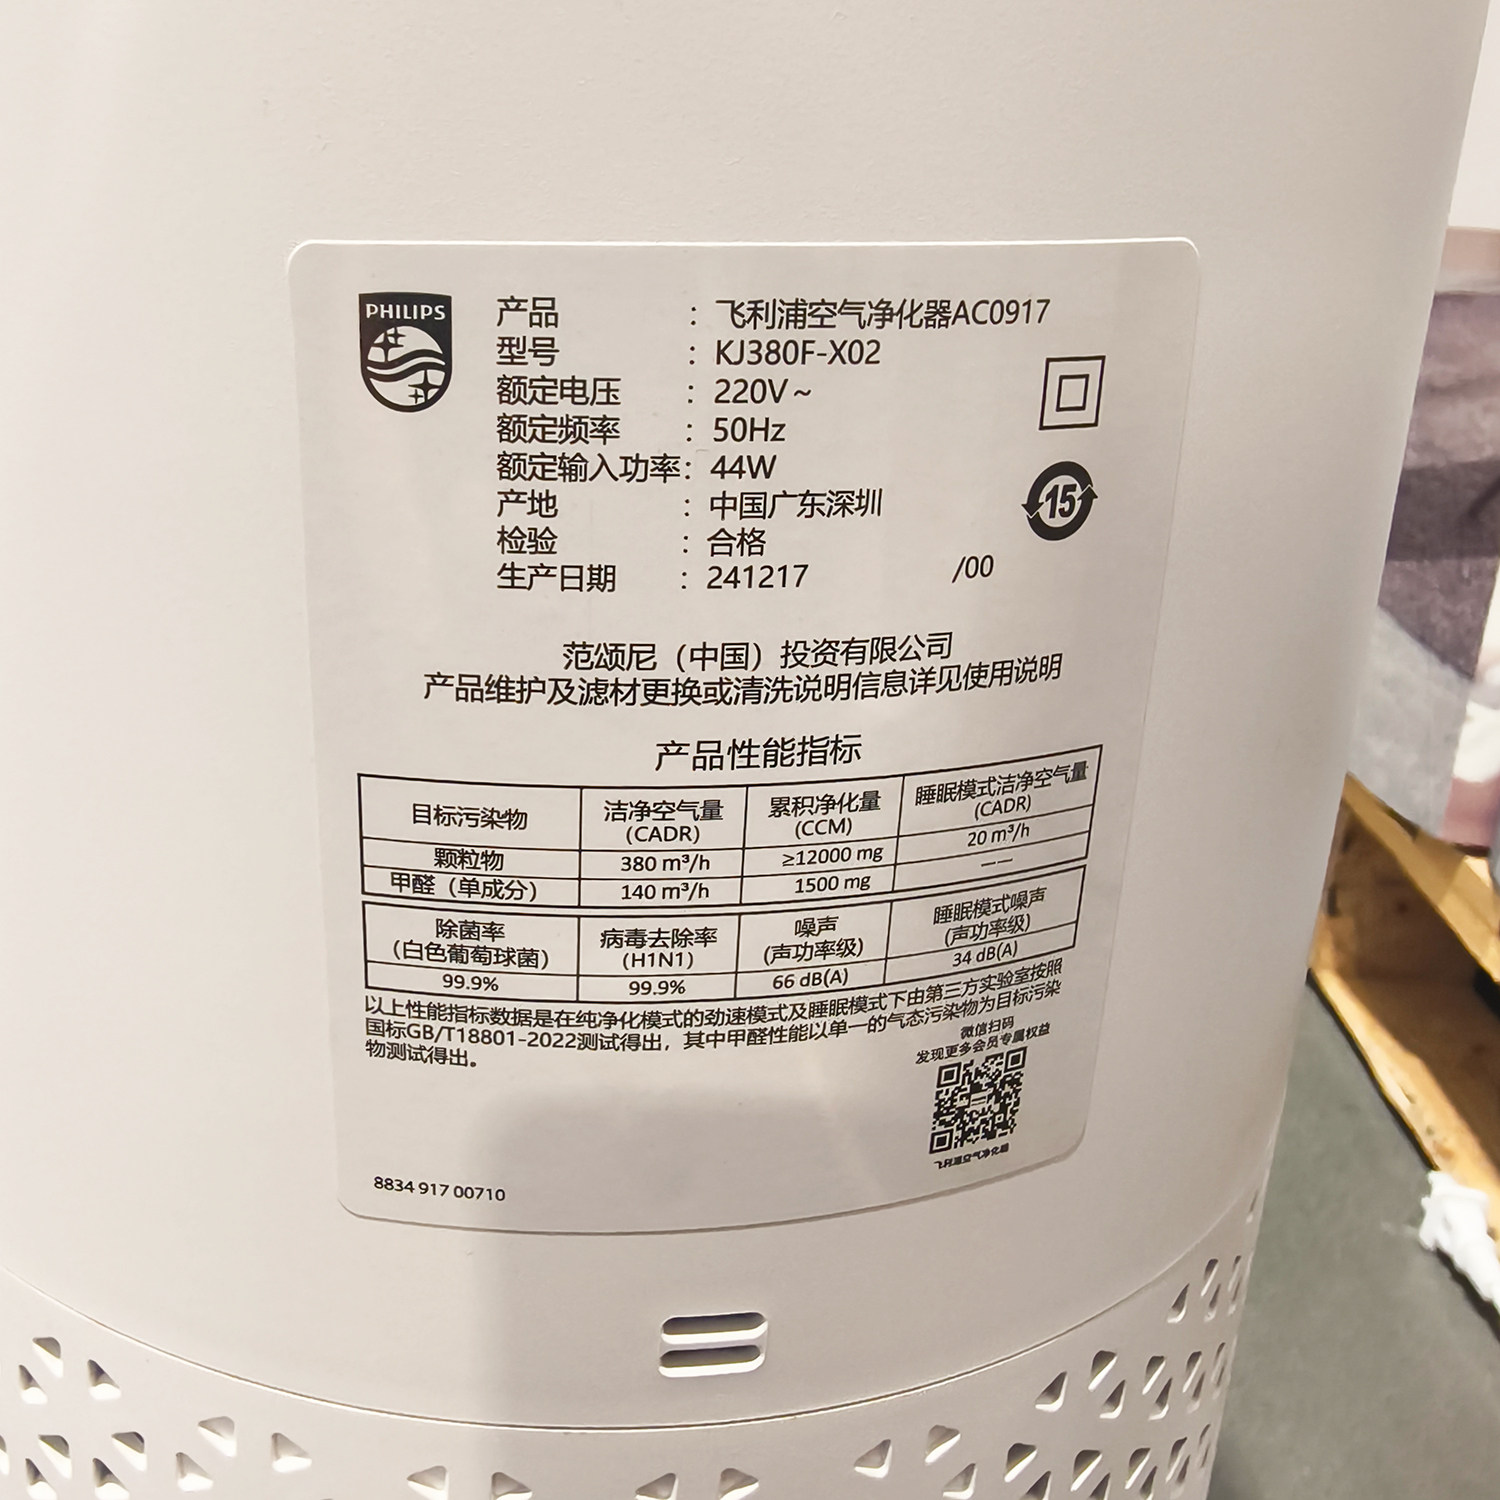 PHILIPS
产品 : 飞利浦空气净化器AC0917
型号 : KJ380F-X02
额定电压 : 220V~
额定频率 : 50Hz
额定输入功率: 44W
产地 : 中国广东深圳
15
检验 : 合格
生产日期 : 241217 /00
范颂尼（中国）投资有限公司
产品维护及滤材更换或清洗说明信息详见使用说明
产品性能指标
目标污染物 洁净空气量(CADR) 累积净化量(CCM) 睡眠模式洁净空气量(CADR)
颗粒物 380 m³/h ≥12000 mg 20 m³/h
甲醛（单成分） 140 m³/h 1500 mg ——
除菌率(白色葡萄球菌) 病毒去除率(H1N1) 噪声(声功率级) 睡眠模式噪声(声功率级)
99.9% 99.9% 66 dB(A) 34 dB(A)
以上性能指标数据是在纯净化模式的劲速模式及睡眠模式下由第三方实验室按照
国标GB/T18801-2022测试得出，其中甲醛性能以单一的气态污染物为目标污染
物测试得出。
微信扫码
发现更多会员专属权益
飞利浦空气净化器
8834 917 00710